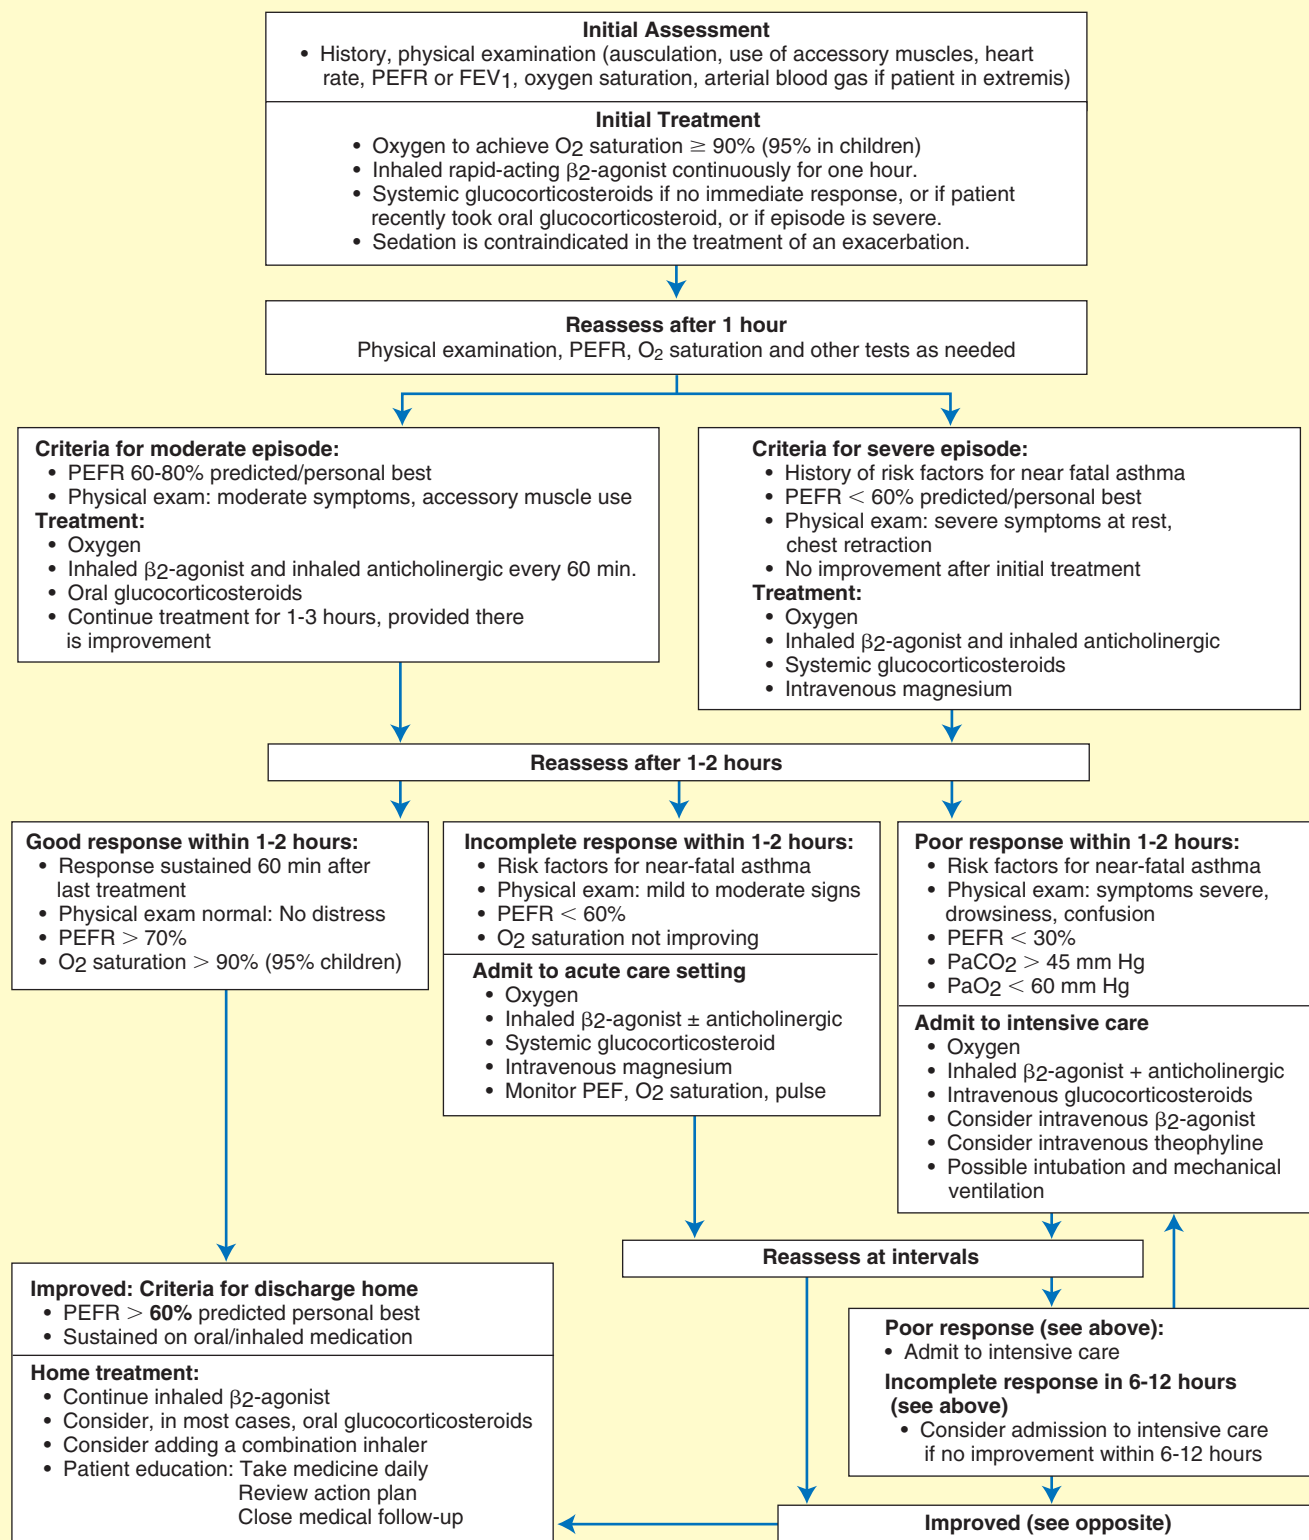 Initial Assessment
• History, physical examination (ausculation, use of accessory muscles, heart
rate, PEFR or FEV1, oxygen saturation, arterial blood gas if patient in extremis)
Initial Treatment
• Oxygen to achieve O2 saturation ≥ 90% (95% in children)
• Inhaled rapid-acting β2-agonist continuously for one hour.
• Systemic glucocorticosteroids if no immediate response, or if patient
recently took oral glucocorticosteroid, or if episode is severe.
• Sedation is contraindicated in the treatment of an exacerbation.
Reassess after 1 hour
Physical examination, PEFR, O2 saturation and other tests as needed
Criteria for moderate episode:
• PEFR 60-80% predicted/personal best
• Physical exam: moderate symptoms, accessory muscle use
Treatment:
• Oxygen
• Inhaled β2-agonist and inhaled anticholinergic every 60 min.
• Oral glucocorticosteroids
• Continue treatment for 1-3 hours, provided there
is improvement
Criteria for severe episode:
• History of risk factors for near fatal asthma
• PEFR < 60% predicted/personal best
• Physical exam: severe symptoms at rest,
chest retraction
• No improvement after initial treatment
Treatment:
• Oxygen
• Inhaled β2-agonist and inhaled anticholinergic
• Systemic glucocorticosteroids
• Intravenous magnesium
Reassess after 1-2 hours
Good response within 1-2 hours:
• Response sustained 60 min after
last treatment
• Physical exam normal: No distress
• PEFR > 70%
• O2 saturation > 90% (95% children)
Incomplete response within 1-2 hours:
• Risk factors for near-fatal asthma
• Physical exam: mild to moderate signs
• PEFR < 60%
• O2 saturation not improving
Admit to acute care setting
• Oxygen
• Inhaled β2-agonist ± anticholinergic
• Systemic glucocorticosteroid
• Intravenous magnesium
• Monitor PEF, O2 saturation, pulse
Poor response within 1-2 hours:
• Risk factors for near-fatal asthma
• Physical exam: symptoms severe,
drowsiness, confusion
• PEFR < 30%
• PaCO2 > 45 mm Hg
• PaO2 < 60 mm Hg
Admit to intensive care
• Oxygen
• Inhaled β2-agonist + anticholinergic
• Intravenous glucocorticosteroids
• Consider intravenous β2-agonist
• Consider intravenous theophyline
• Possible intubation and mechanical
ventilation
Reassess at intervals
Improved: Criteria for discharge home
• PEFR > 60% predicted personal best
• Sustained on oral/inhaled medication
Home treatment:
• Continue inhaled β2-agonist
• Consider, in most cases, oral glucocorticosteroids
• Consider adding a combination inhaler
• Patient education: Take medicine daily
Review action plan
Close medical follow-up
Poor response (see above):
• Admit to intensive care
Incomplete response in 6-12 hours
(see above)
• Consider admission to intensive care
if no improvement within 6-12 hours
Improved (see opposite)